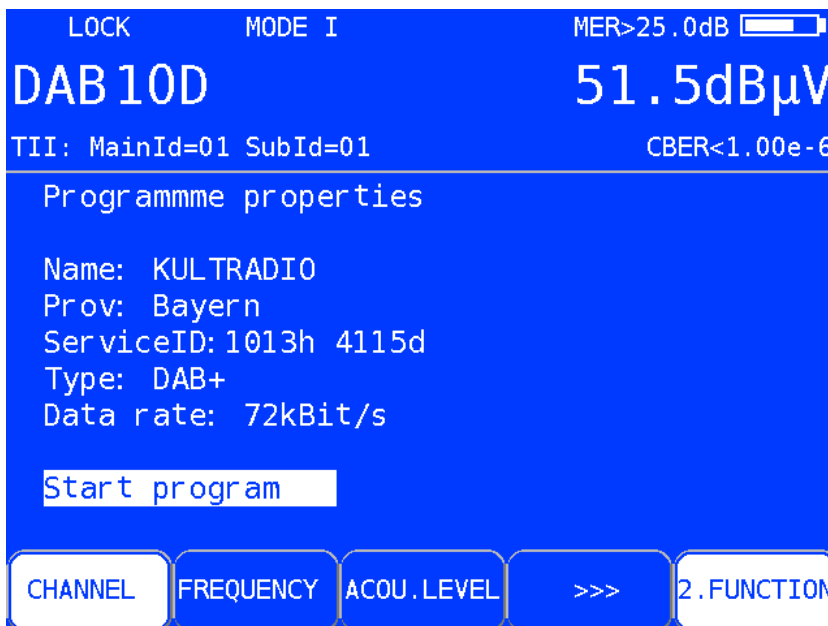 LOCK MODE I MER>25.0dB
DAB10D 51.5dBµV
TII: MainId=01 SubId=01 CBER<1.00e-6
Programmme properties
Name: KULTRADIO
Prov: Bayern
ServiceID: 1013h 4115d
Type: DAB+
Data rate: 72kBit/s
Start program
CHANNEL FREQUENCY ACOU.LEVEL >>> 2.FUNCTION